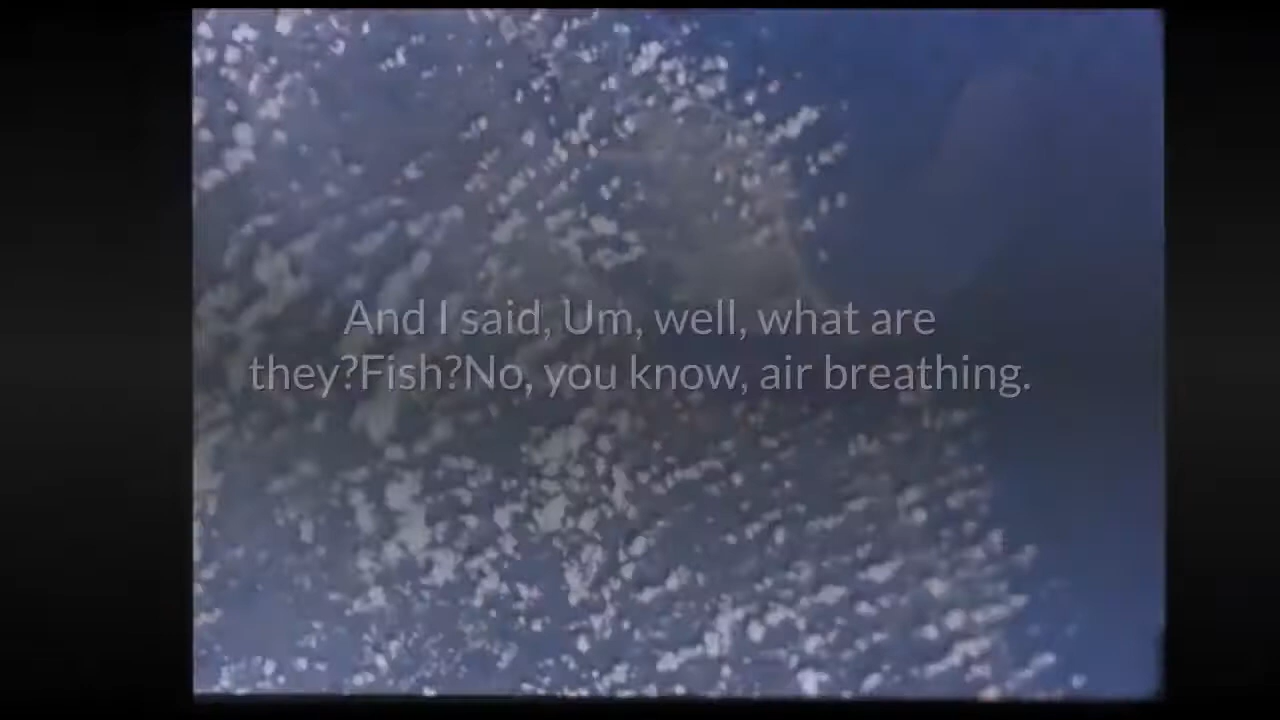 And I said, Um, well, what are
they?Fish?No, you know, air breathing.